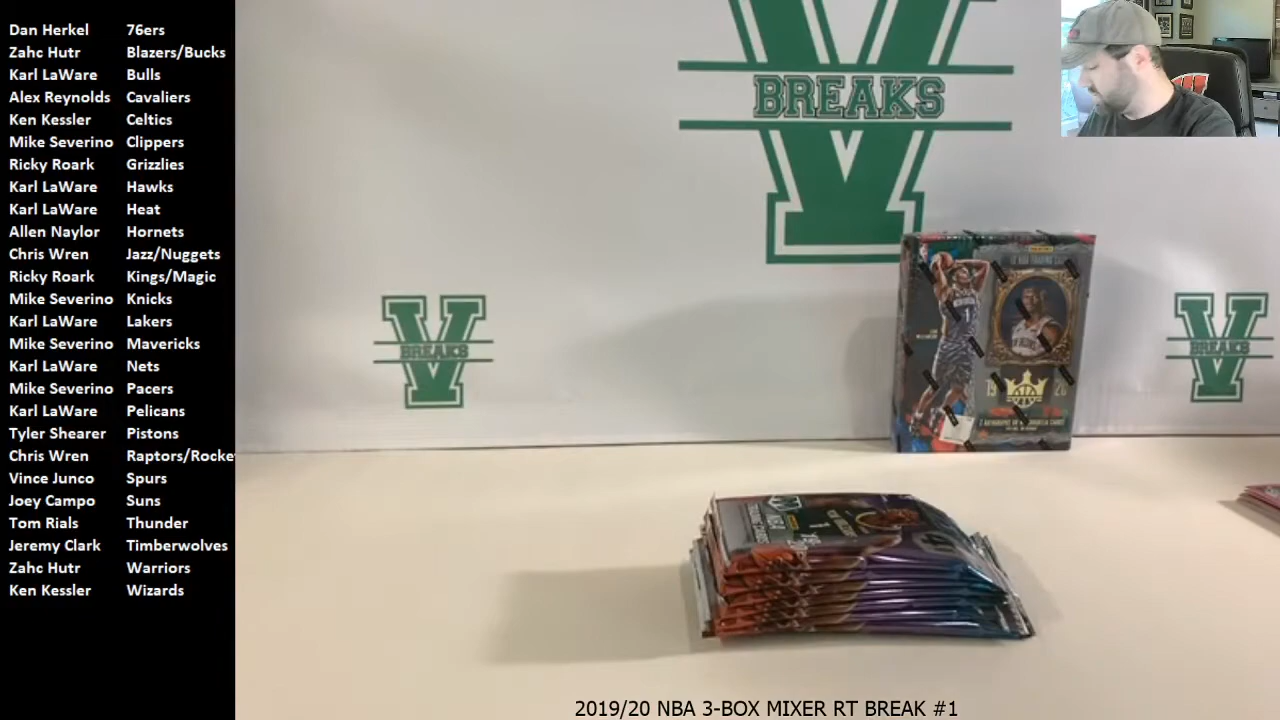 Dan Herkel 76ers
Zahc Hutr Blazers/Bucks
Karl LaWare Bulls
Alex Reynolds Cavaliers
Ken Kessler Celtics
Mike Severino Clippers
Ricky Roark Grizzlies
Karl LaWare Hawks
Karl LaWare Heat
Allen Naylor Hornets
Chris Wren Jazz/Nuggets
Ricky Roark Kings/Magic
Mike Severino Knicks
Karl LaWare Lakers
Mike Severino Mavericks
Karl LaWare Nets
Mike Severino Pacers
Karl LaWare Pelicans
Tyler Shearer Pistons
Chris Wren Raptors/Rocke
Vince Junco Spurs
Joey Campo Suns
Tom Rials Thunder
Jeremy Clark Timberwolves
Zahc Hutr Warriors
Ken Kessler Wizards
V
BREAKS
V
BREAKS
V
BREAKS
2019/20 NBA 3-BOX MIXER RT BREAK #1